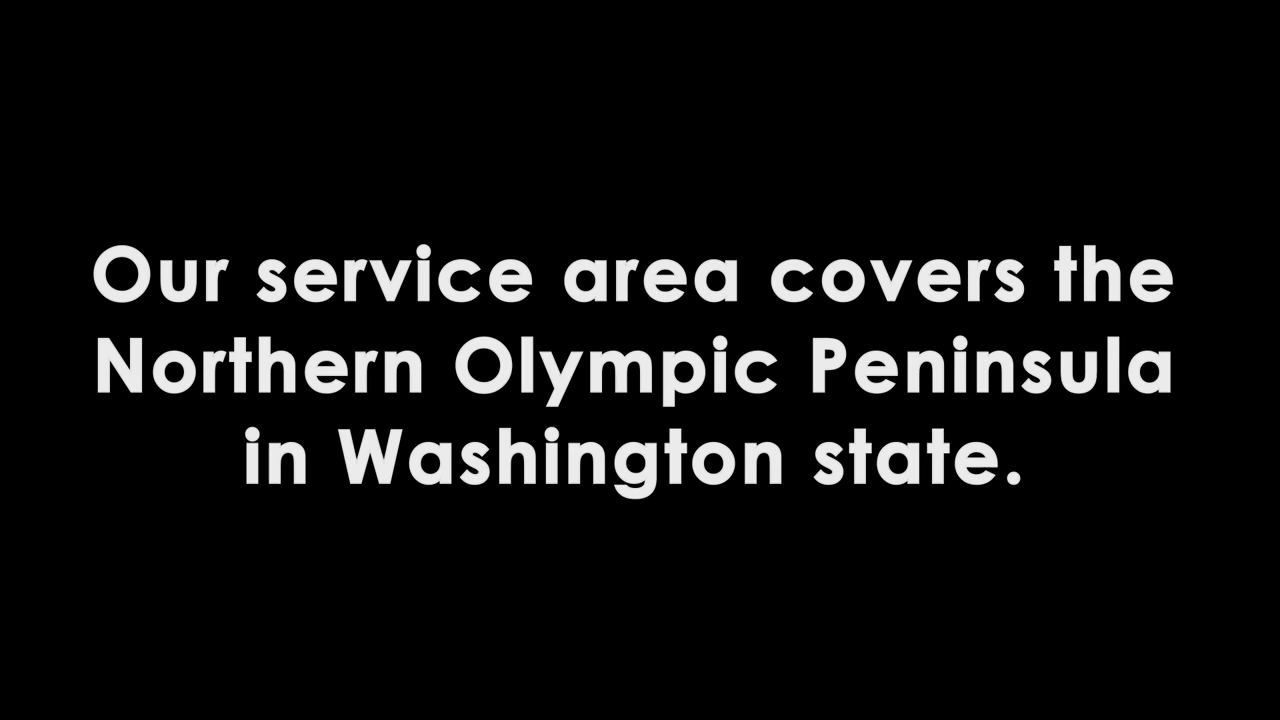 Our service area covers the
Northern Olympic Peninsula
in Washington state.